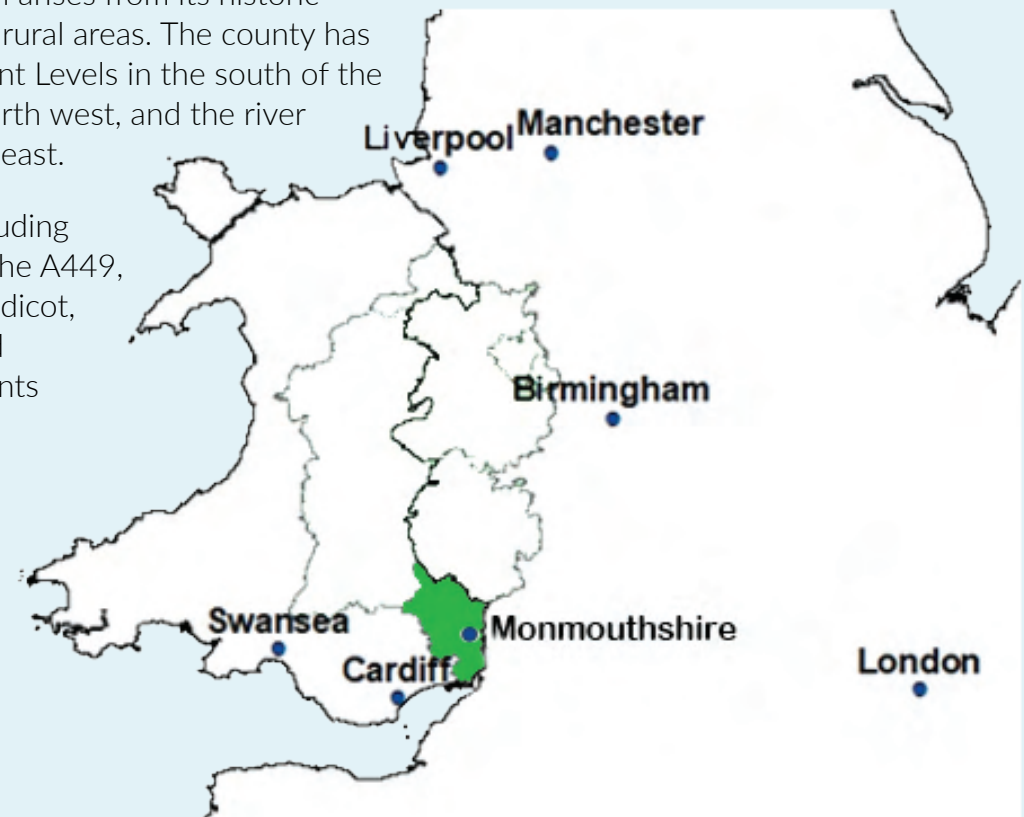 rural areas. The county has
nt Levels in the south of the
rth west, and the river
east.
uding
he A449,
dicot,
nts
Liverpool
Manchester
Birmingham
Swansea
Monmouthshire
Cardiff
London